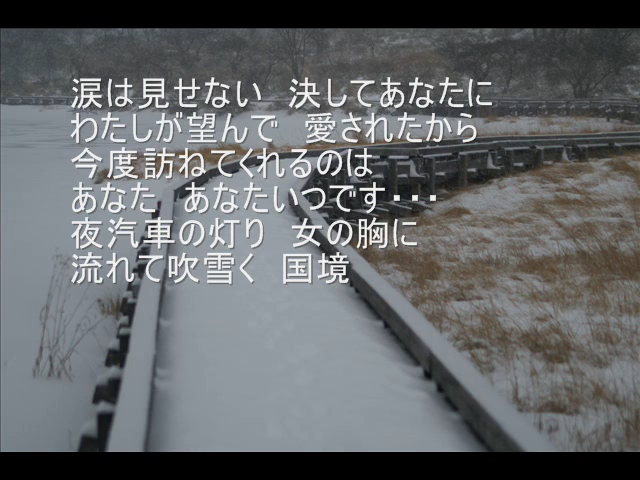 涙は見せない　決してあなたに
わたしが望んで　愛されたから
今度訪ねてくれるのは
あなた　あなたいつです・・・
夜汽車の灯り　女の胸に
流れて吹雪く　国境